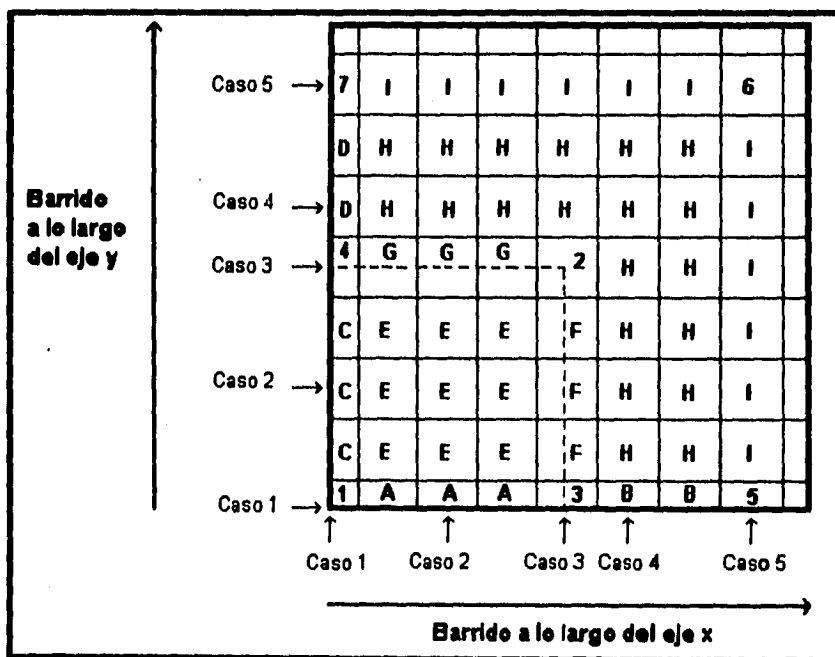 Caso 5 7 I I I I I I 6
D H H H H H H I
Barrido
a lo largo
del eje y
Caso 4 D H H H H H H I
Caso 3 4 G G G 2 H H I
C E E E F H H I
Caso 2 C E E E F H H I
C E E E F H H I
Caso 1 1 A A A 3 B B 5
Caso 1 Caso 2 Caso 3 Caso 4 Caso 5
Barrido a lo largo del eje x